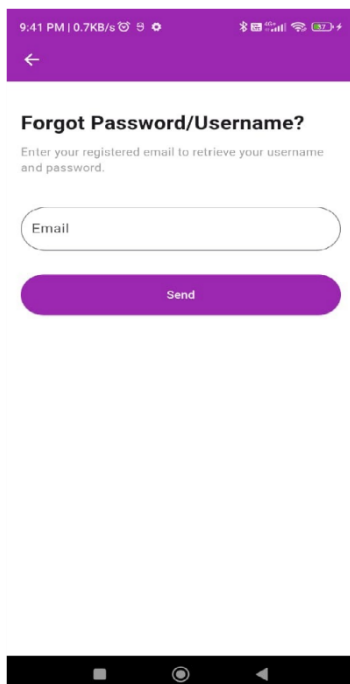 9:41 PM | 0.7KB/s
Forgot Password/Username?
Enter your registered email to retrieve your username
and password.
Email
Send